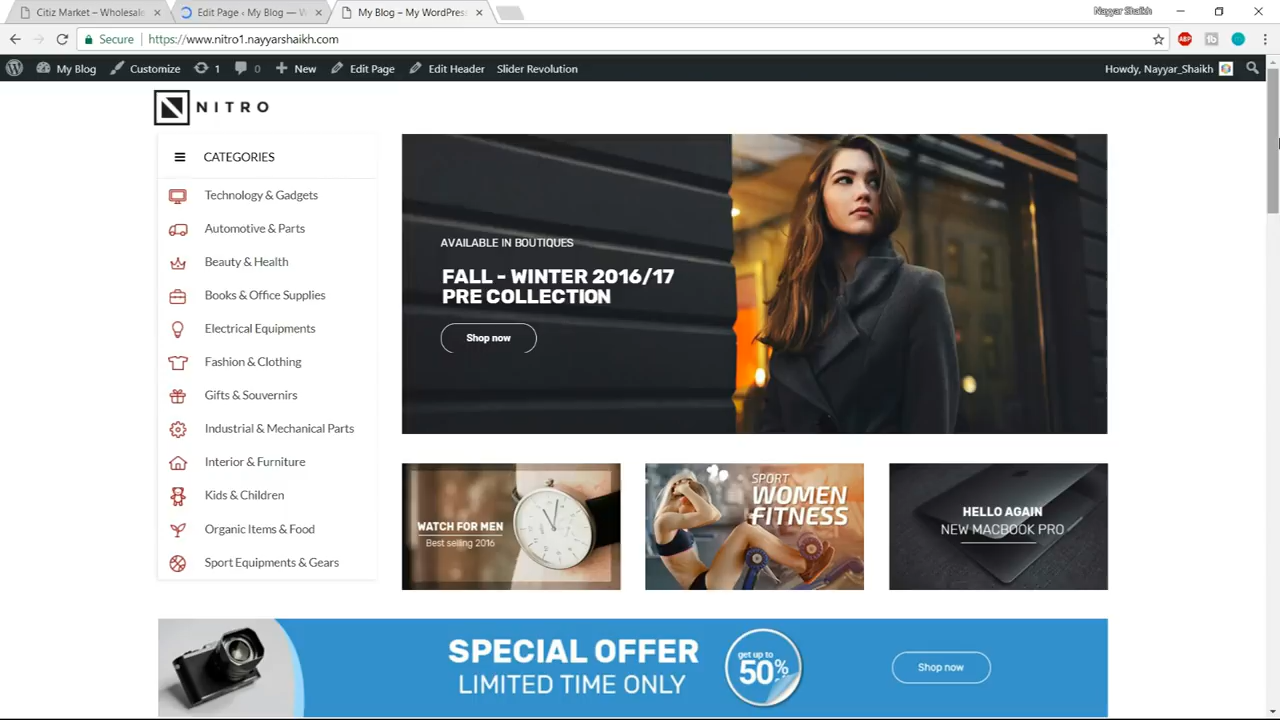 Citiz Market – Wholesale
Edit Page ‹ My Blog — W
My Blog – My WordPress
Nayyar Shaikh
Secure
https://www.nitro1.nayyarshaikh.com
ABP
My Blog
Customize
1
0
New
Edit Page
Edit Header
Slider Revolution
Howdy, Nayyar_Shaikh
NITRO
CATEGORIES
Technology & Gadgets
Automotive & Parts
Beauty & Health
Books & Office Supplies
Electrical Equipments
Fashion & Clothing
Gifts & Souvernirs
Industrial & Mechanical Parts
Interior & Furniture
Kids & Children
Organic Items & Food
Sport Equipments & Gears
AVAILABLE IN BOUTIQUES
FALL - WINTER 2016/17
PRE COLLECTION
Shop now
WATCH FOR MEN
Best selling 2016
SPORT
WOMEN
FITNESS
HELLO AGAIN
NEW MACBOOK PRO
SPECIAL OFFER
LIMITED TIME ONLY
get up to
50%
Shop now